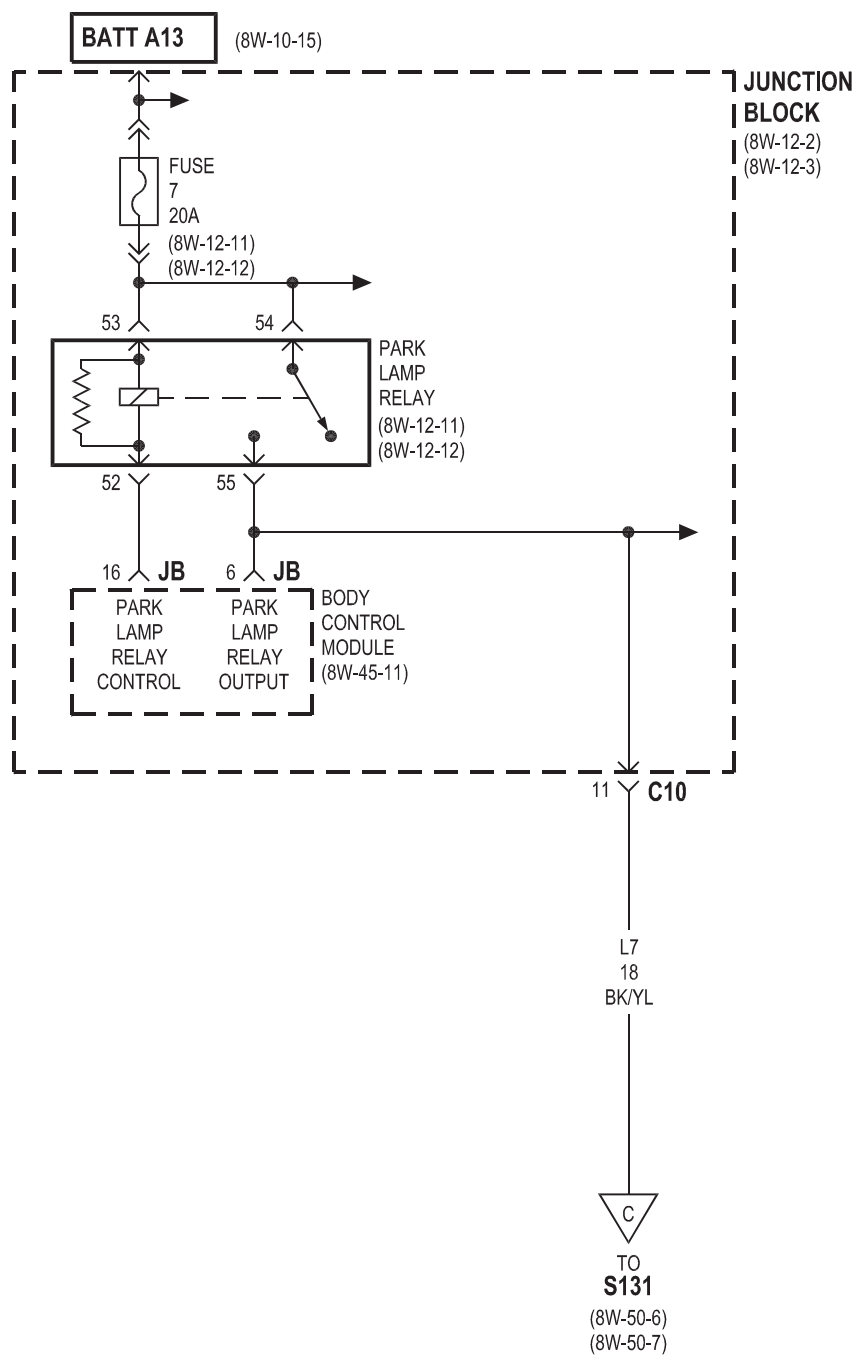 BATT A13
(8W-10-15)
JUNCTION
BLOCK
(8W-12-2)
(8W-12-3)
FUSE
7
20A
(8W-12-11)
(8W-12-12)
53
54
PARK
LAMP
RELAY
(8W-12-11)
(8W-12-12)
52
55
16
JB
6
JB
PARK
LAMP
RELAY
CONTROL
PARK
LAMP
RELAY
OUTPUT
BODY
CONTROL
MODULE
(8W-45-11)
11
C10
L7
18
BK/YL
C
TO
S131
(8W-50-6)
(8W-50-7)